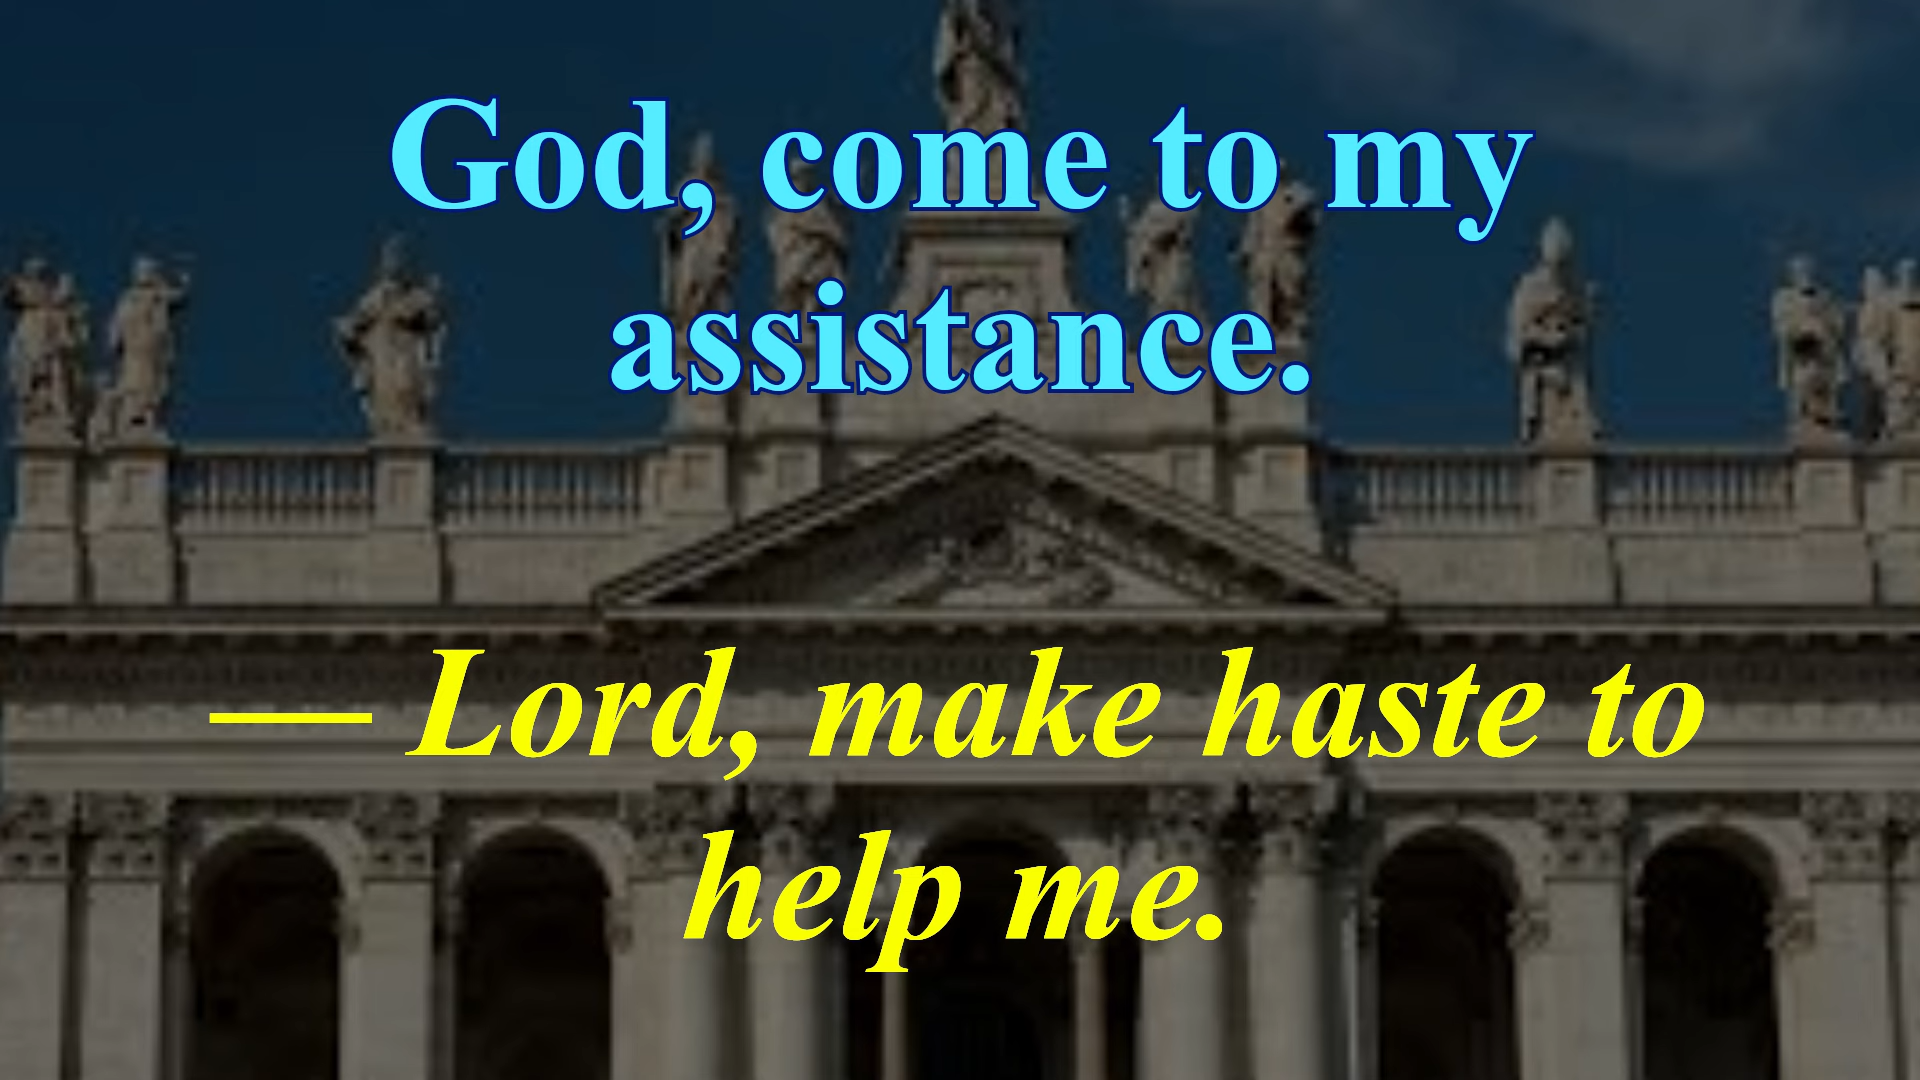 God, come to my
assistance.
— Lord, make haste to
help me.